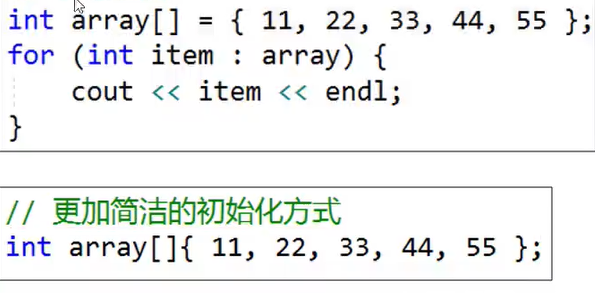 int array[] = { 11, 22, 33, 44, 55 };
for (int item : array) {
    cout << item << endl;
}
// 更加简洁的初始化方式
int array[]{ 11, 22, 33, 44, 55 };